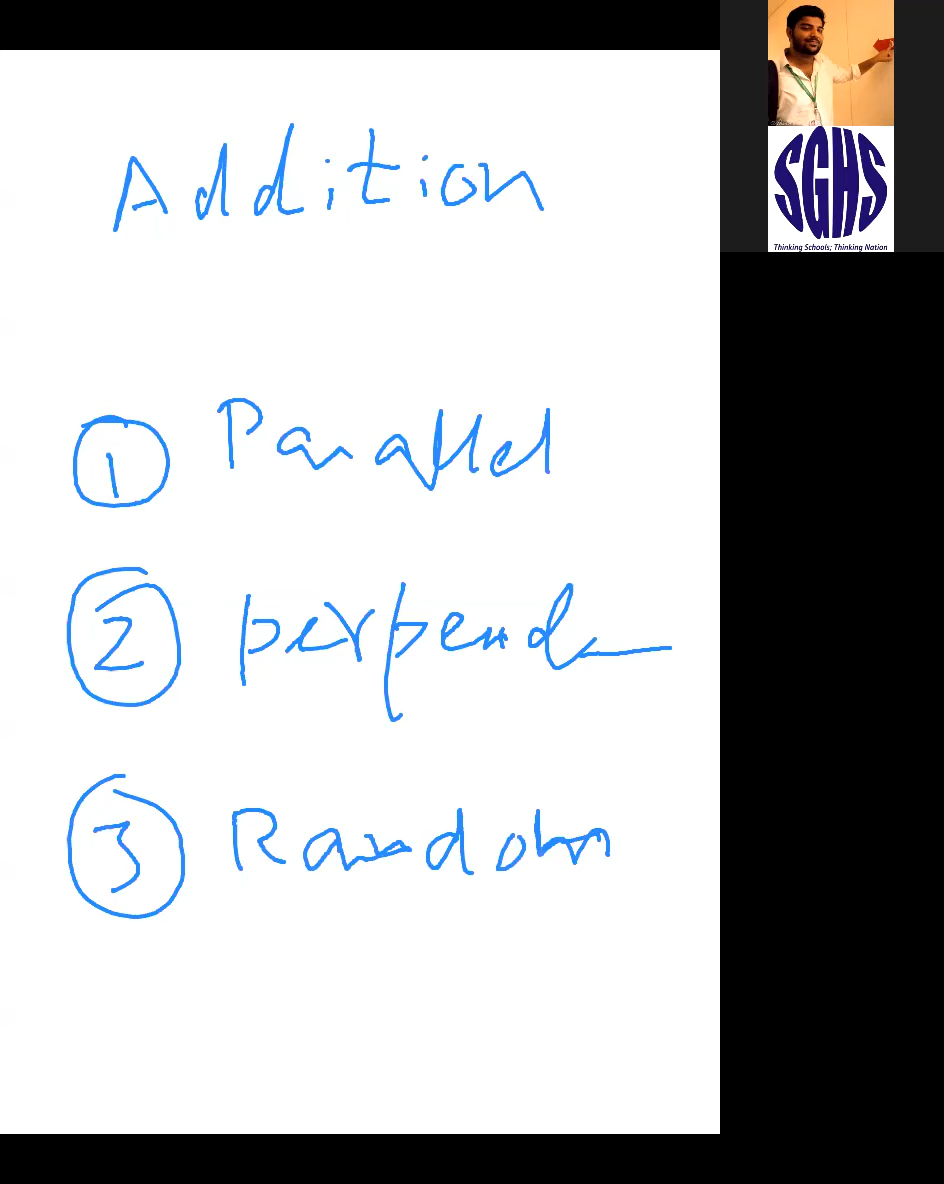 Addition
1 Parallel
2 perpend
3 Random
SGHS
Thinking Schools; Thinking Nation